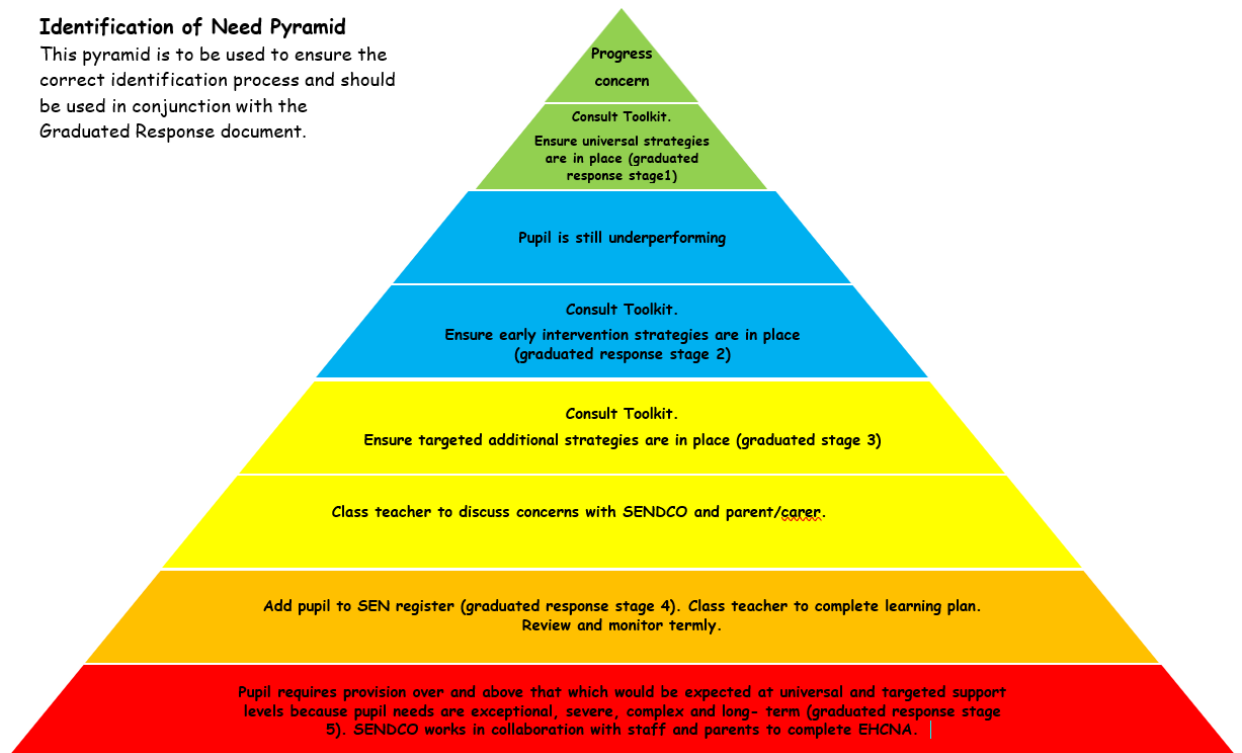 Identification of Need Pyramid
This pyramid is to be used to ensure the
correct identification process and should
be used in conjunction with the
Graduated Response document.
Progress
concern
Consult Toolkit.
Ensure universal strategies
are in place (graduated
response stage1)
Pupil is still underperforming
Consult Toolkit.
Ensure early intervention strategies are in place
(graduated response stage 2)
Consult Toolkit.
Ensure targeted additional strategies are in place (graduated stage 3)
Class teacher to discuss concerns with SENDCO and parent/carer.
Add pupil to SEN register (graduated response stage 4). Class teacher to complete learning plan.
Review and monitor termly.
Pupil requires provision over and above that which would be expected at universal and targeted support
levels because pupil needs are exceptional, severe, complex and long- term (graduated response stage
5). SENDCO works in collaboration with staff and parents to complete EHCNA.